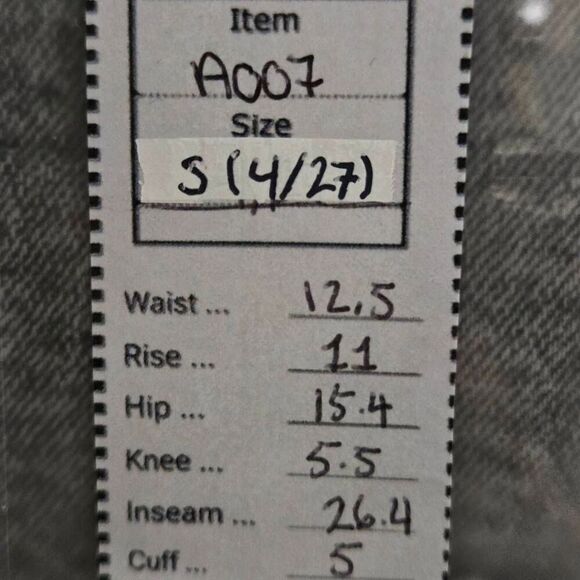 Item
A007
Size
S (4/27)
Waist ... 12.5
Rise ... 11
Hip ... 15.4
Knee ... 5.5
Inseam ... 26.4
Cuff ... 5